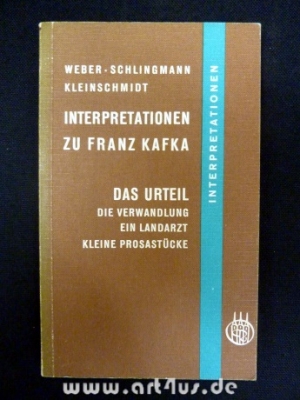 WEBER · SCHLINGMANN
KLEINSCHMIDT
INTERPRETATIONEN
ZU FRANZ KAFKA
DAS URTEIL
DIE VERWANDLUNG
EIN LANDARZT
KLEINE PROSASTÜCKE
INTERPRETATIONEN
www.art4us.de